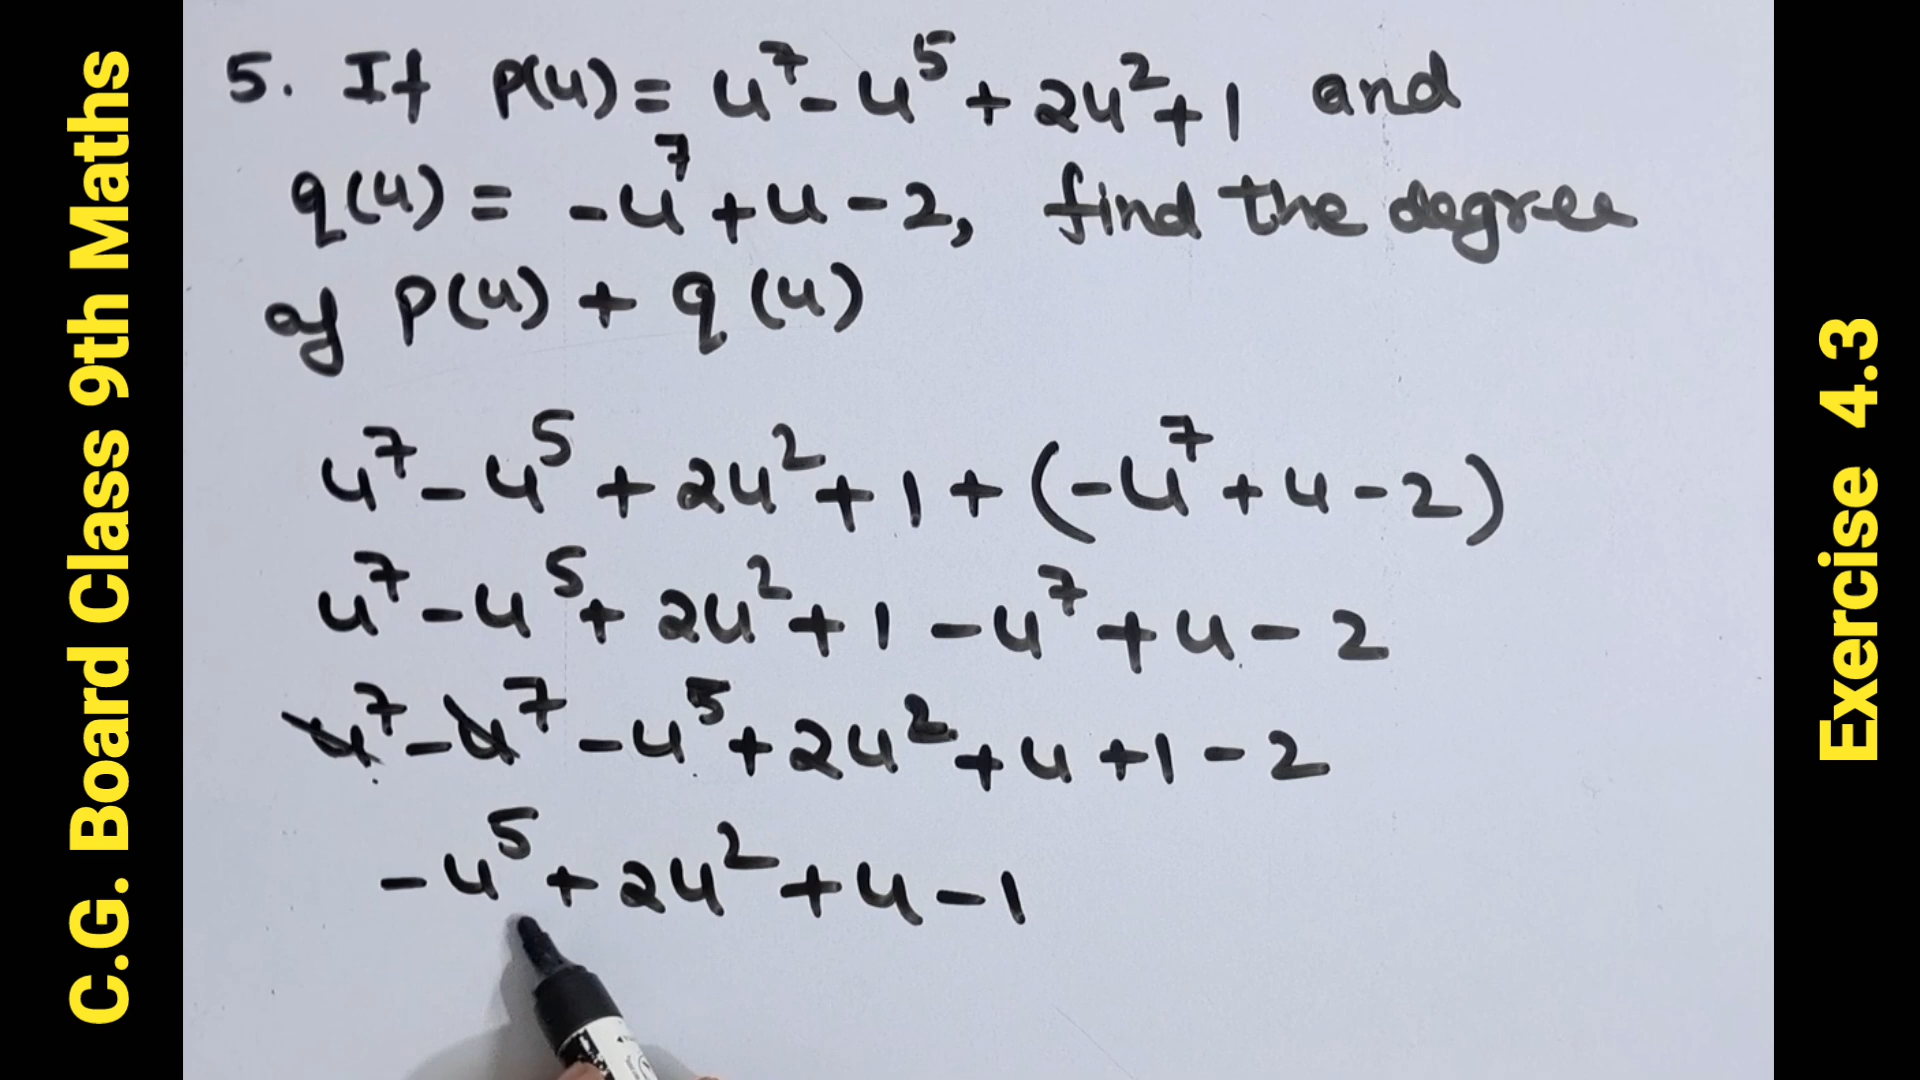 C.G. Board Class 9th Maths
5. If p(u) = u⁷ - u⁵ + 2u² + 1 and
q(u) = -u⁷ + u - 2, find the degree
of p(u) + q(u)
u⁷ - u⁵ + 2u² + 1 + (-u⁷ + u - 2)
u⁷ - u⁵ + 2u² + 1 - u⁷ + u - 2
u⁷ - u⁷ - u⁵ + 2u² + u + 1 - 2
-u⁵ + 2u² + u - 1
Exercise 4.3